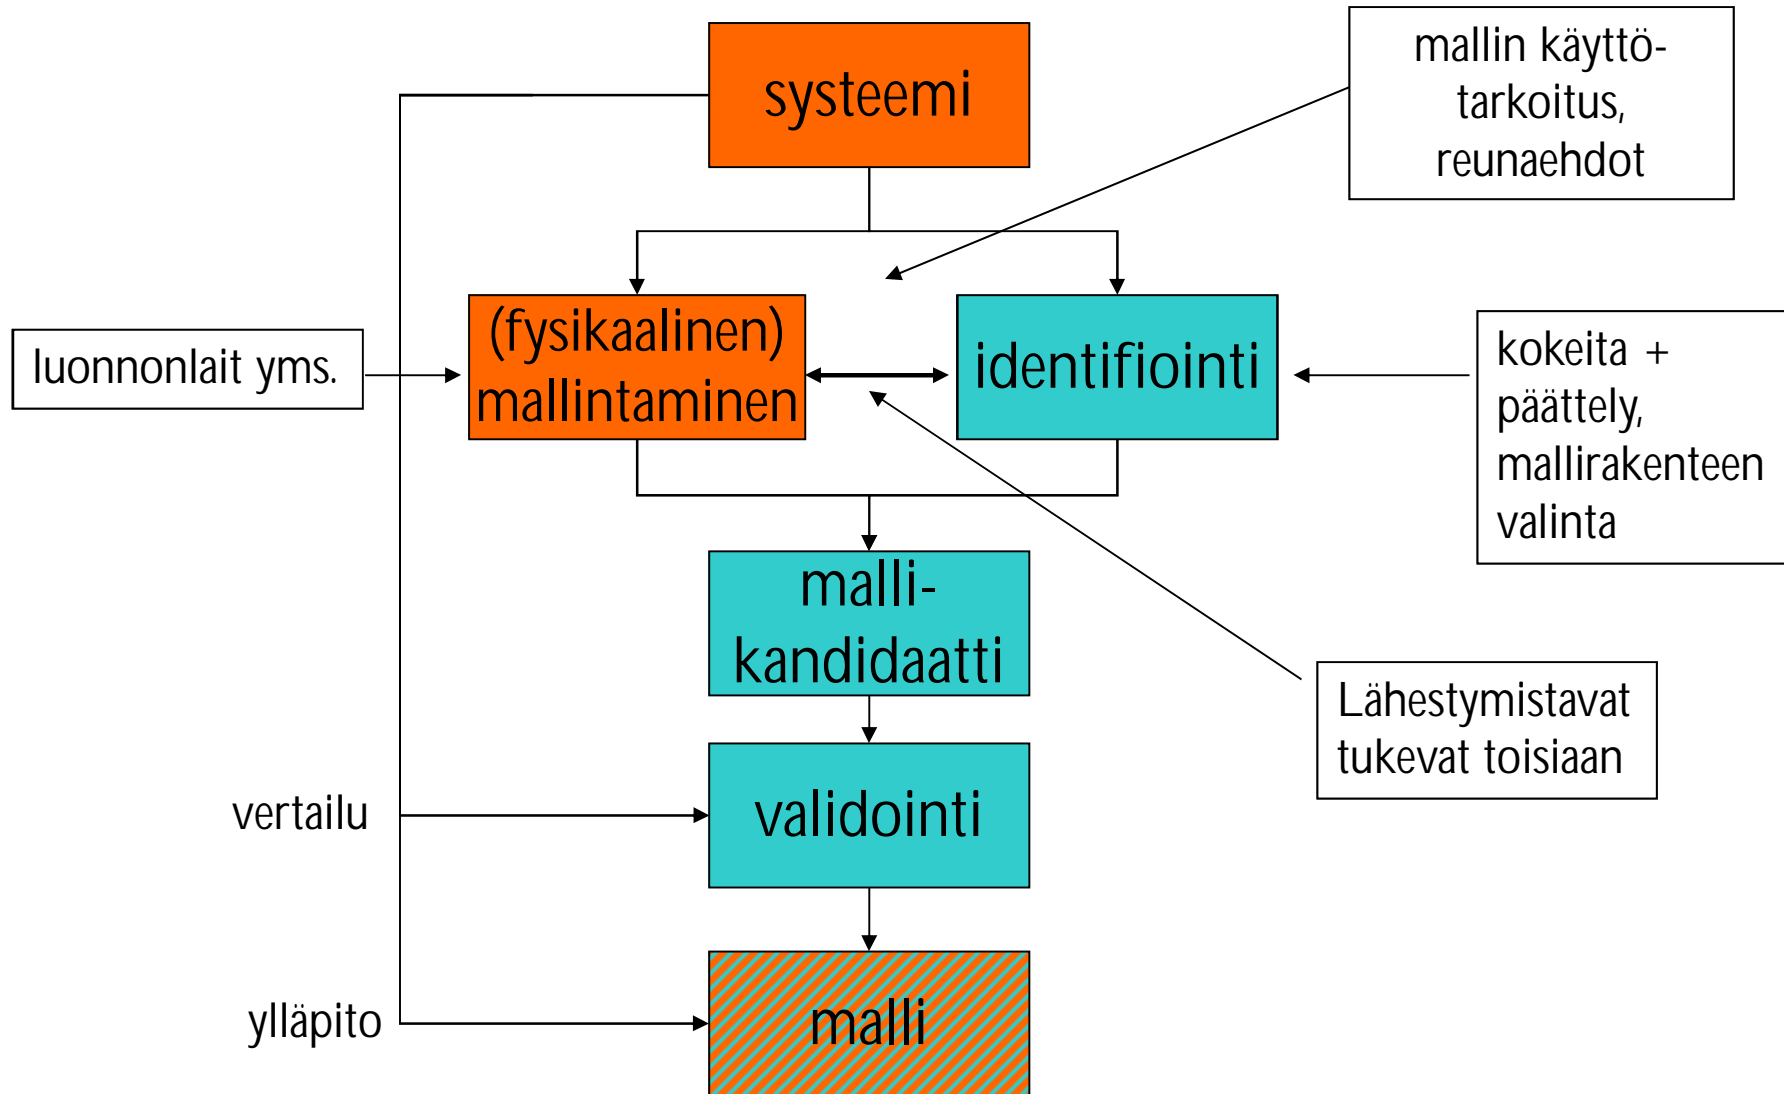 systeemi
mallin käyttö-
tarkoitus,
reunaehdot
luonnonlait yms.
(fysikaalinen)
mallintaminen
identifiointi
kokeita +
päättely,
mallirakenteen
valinta
malli-
kandidaatti
Lähestymistavat
tukevat toisiaan
vertailu
validointi
ylläpito
malli